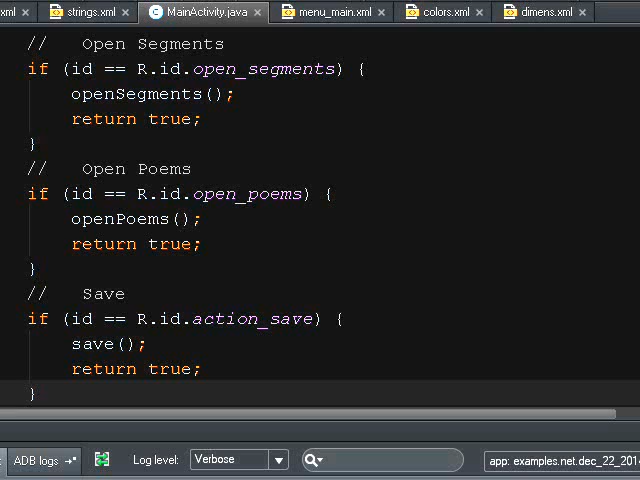 xml strings.xml MainActivity.java menu_main.xml colors.xml dimens.xml
// Open Segments
if (id == R.id.open_segments) {
openSegments();
return true;
}
// Open Poems
if (id == R.id.open_poems) {
openPoems();
return true;
}
// Save
if (id == R.id.action_save) {
save();
return true;
}
ADB logs Log level: Verbose app: examples.net.dec_22_2014